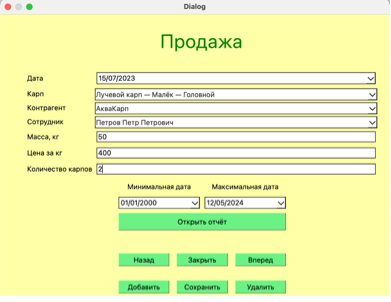 Dialog
Продажа
Дата 15/07/2023
Карп Лучевой карп — Малёк — Головной
Контрагент АкваКарп
Сотрудник Петров Петр Петрович
Масса, кг 50
Цена за кг 400
Количество карпов 2
Минимальная дата Максимальная дата
01/01/2000 12/05/2024
Открыть отчёт
Назад Закрыть Вперед
Добавить Сохранить Удалить